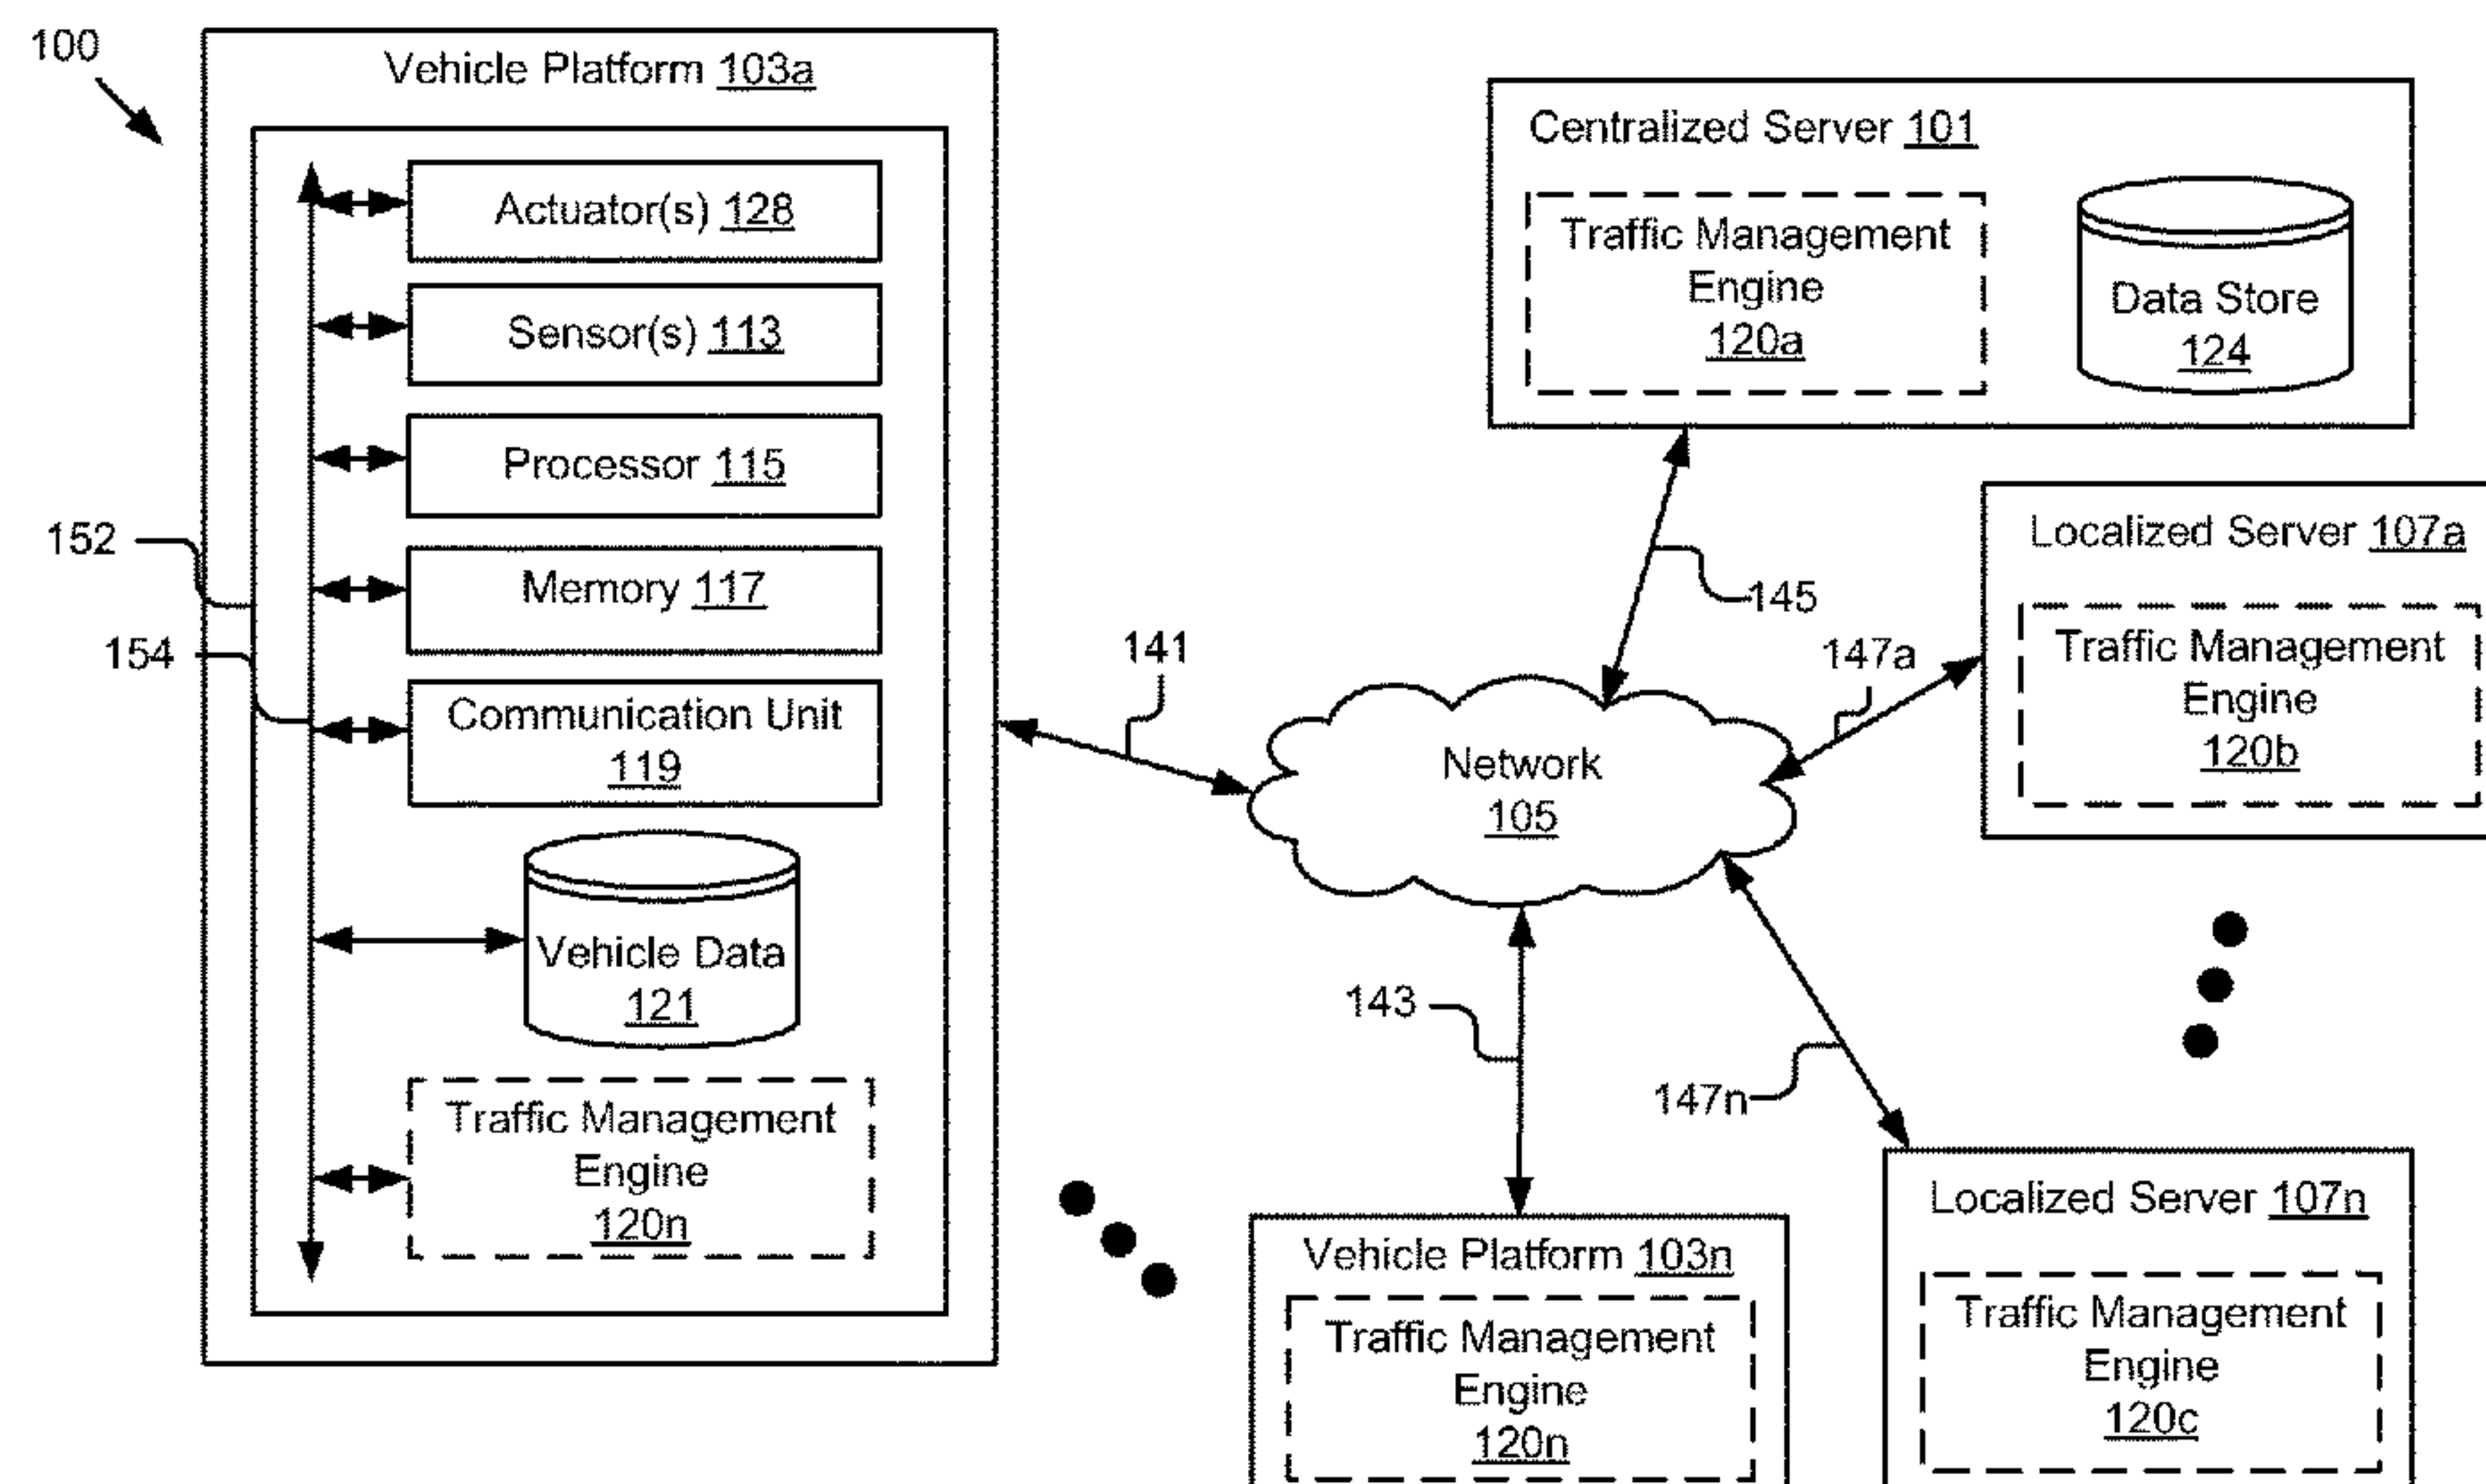 100
Vehicle Platform 103a
Actuator(s) 128
Sensor(s) 113
Processor 115
152
Memory 117
154
Communication Unit
119
Vehicle Data
121
Traffic Management
Engine
120n
141
Centralized Server 101
Traffic Management
Engine
120a
Data Store
124
145
Localized Server 107a
Traffic Management
Engine
120b
147a
Network
105
143
147n
Vehicle Platform 103n
Traffic Management
Engine
120n
Localized Server 107n
Traffic Management
Engine
120c